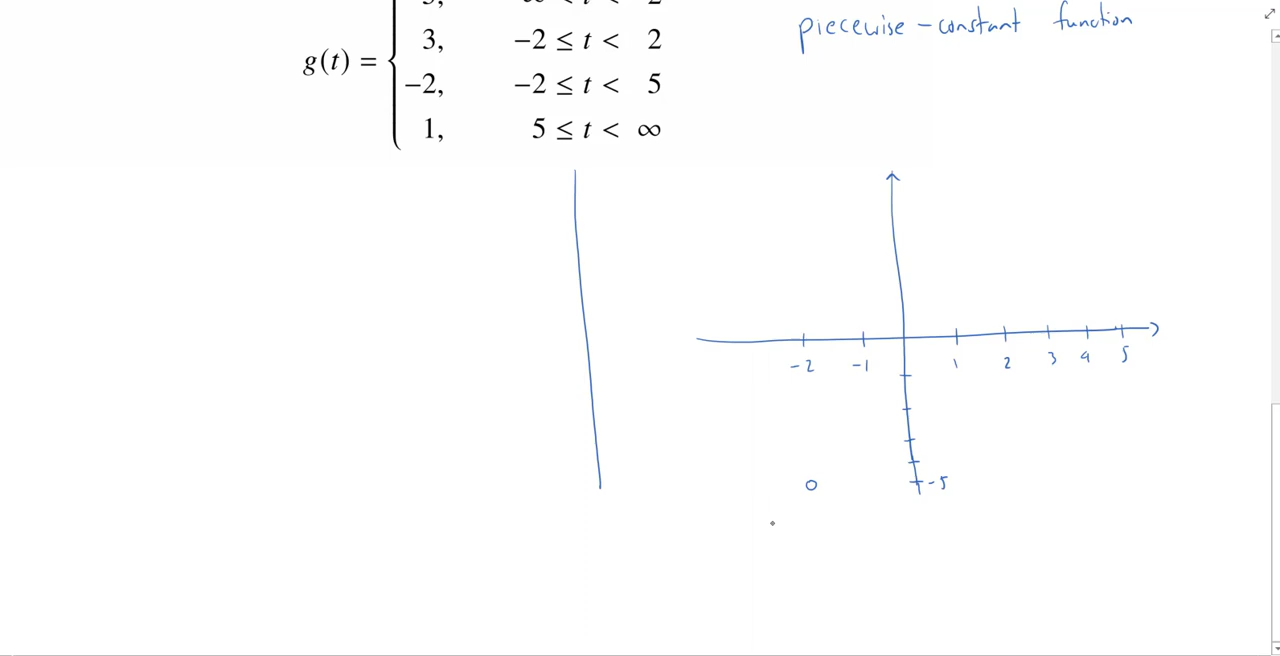 piecewise - constant function
g(t) =
3, -2 ≤ t < 2
-2, -2 ≤ t < 5
1, 5 ≤ t < ∞
-2 -1 1 2 3 4 5
-5